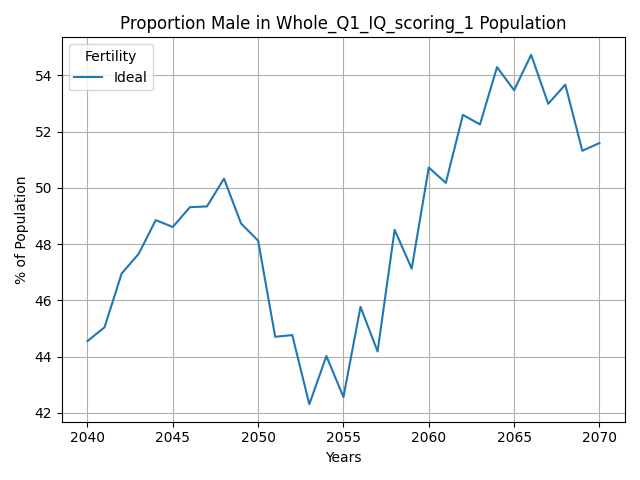 Proportion Male in Whole_Q1_IQ_scoring_1 Population
Fertility
Ideal
% of Population
54
52
50
48
46
44
42
2040 2045 2050 2055 2060 2065 2070
Years